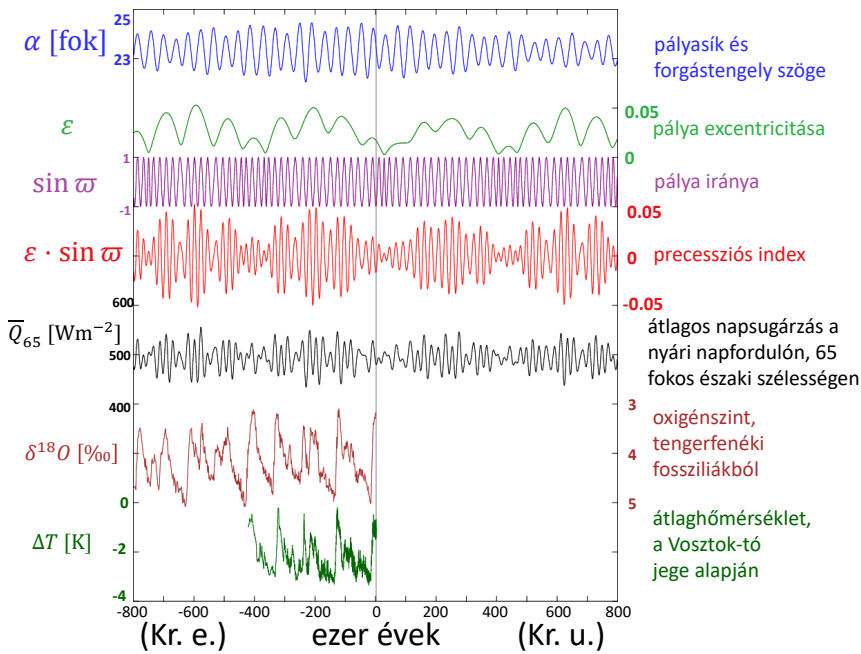 α [fok]
25
23
pályasík és
forgástengely szöge
ε
0.05
0
pálya excentricitása
sin ϖ
1
-1
pálya iránya
ε · sin ϖ
0.05
0
-0.05
precessziós index
Q̅₆₅ [Wm⁻²]
600
500
400
átlagos napsugárzás a
nyári napfordulón, 65
fokos északi szélességen
δ¹⁸O [‰]
3
4
5
oxigénszint,
tengerfenéki
fossziliákból
ΔT [K]
0
-2
-4
átlaghőmérséklet,
a Vosztok-tó
jege alapján
-800 -600 -400 -200 0 200 400 600 800
(Kr. e.) ezer évek (Kr. u.)